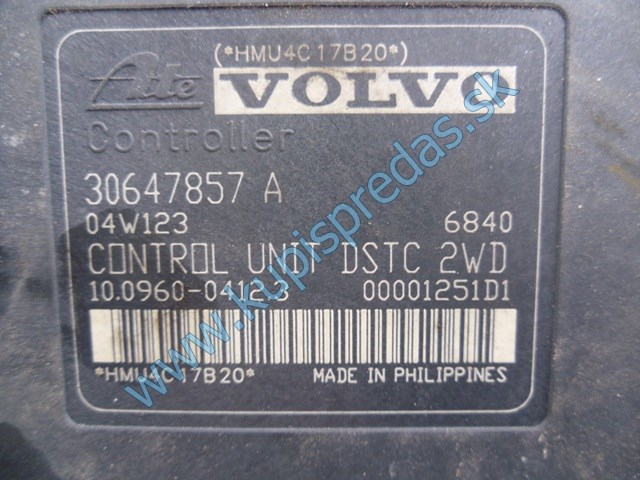 (*HMU4C17B20*)
Ate VOLVO
Controller
30647857 A
04W123 6840
CONTROL UNIT DSTC 2WD
10.0960-0412.3 00001251D1
*HMU4C17B20* MADE IN PHILIPPINES
www.kupispredas.sk